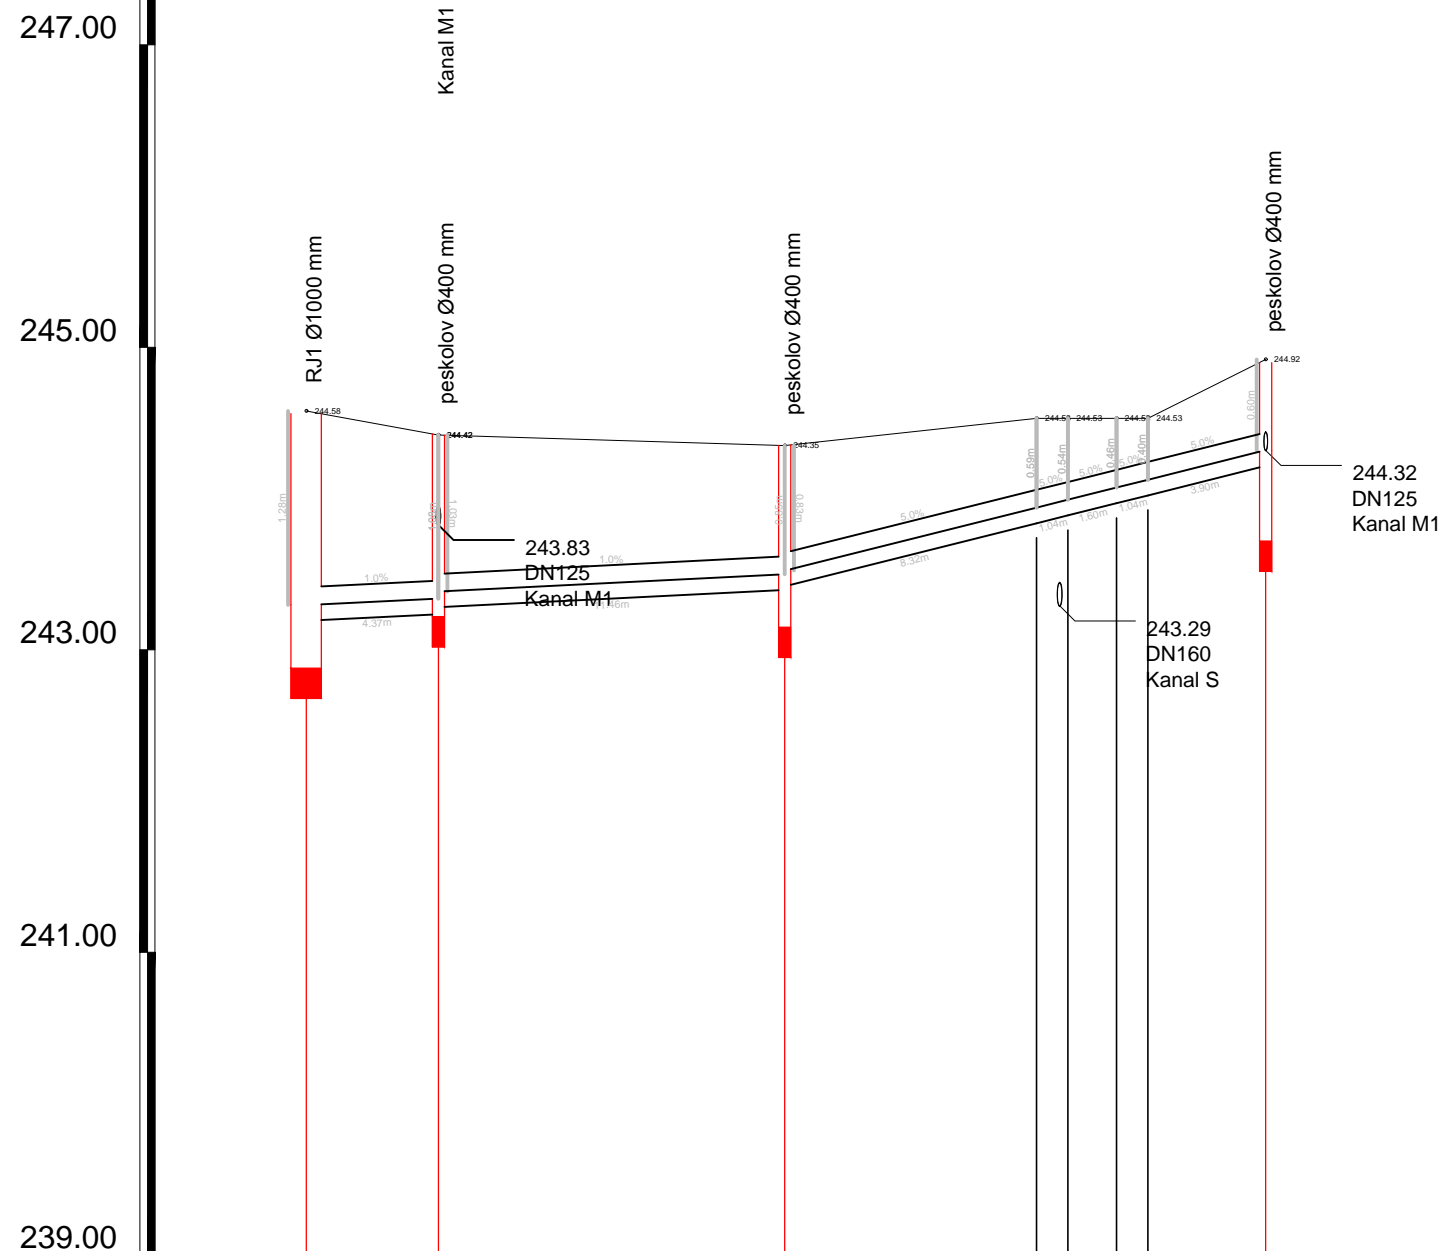 247.00
Kanal M1
245.00
243.00
241.00
239.00
RJ1 Ø1000 mm
peskolov Ø400 mm
peskolov Ø400 mm
peskolov Ø400 mm
244.58
244.42
244.35
244.53
244.53
244.53
244.92
1.28m
1.03m
0.83m
0.59m
0.54m
0.46m
0.40m
0.60m
1.0%
1.0%
5.0%
5.0%
5.0%
5.0%
5.0%
4.37m
8.32m
1.04m
1.60m
1.04m
3.90m
243.83
DN125
Kanal M1
243.29
DN160
Kanal S
244.32
DN125
Kanal M1